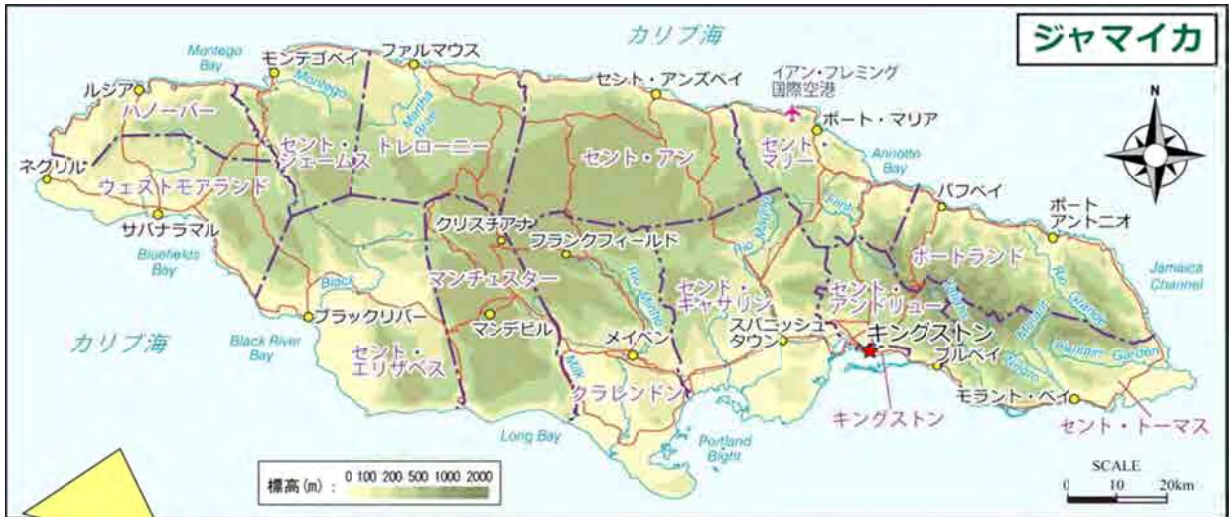 ジャマイカ
カリブ海
Montego
Bay
モンテゴベイ
ファルマウス
セント・アンズベイ
イアン・フレミング
国際空港
N
ルジア
ハノーバー
Montego
Martha
Brae
ポート・マリア
セント・
ジェームス
トレローニー
セント・アン
セント
マリー
Annotto
Bay
ネグリル
ウェストモアランド
バフベイ
ポート
アントニオ
サバナラマル
クリスチアナ
フランクフィールド
ポートランド
Bluefields
Bay
Black
マンチェスター
Rio Minho
セント・
キャサリン
セント・
アンドリュー
Rio Grande
Jamaica
Channel
カリブ海
ブラックリバー
マンデビル
スパニッシュ
タウン
キングストン
Plantain Garden
Black River
Bay
セント・
エリザベス
メイペン
ブルベイ
Milk
クラレンドン
モラント・ベイ
キングストン
セント・トーマス
Long Bay
Portland
Bight
標高(m) : 0 100 200 500 1000 2000
SCALE
0 10 20km